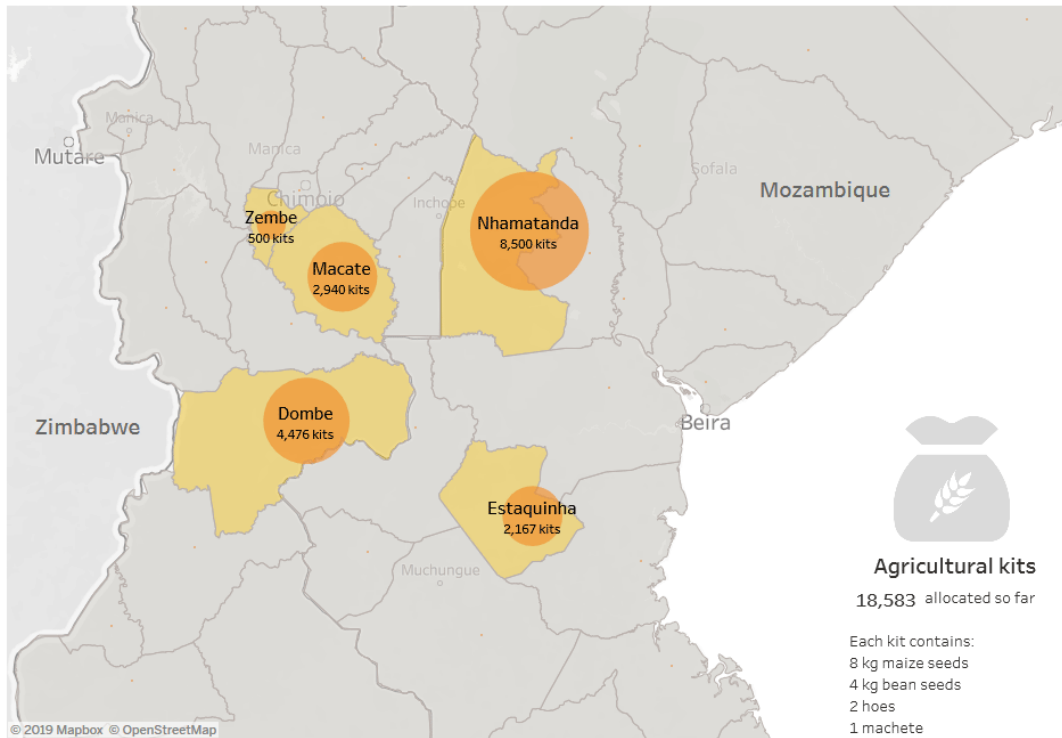 Manica
Mutare
Manica
Chimoio
Inchope
Sofala
Mozambique
Zembe
500 kits
Macate
2,940 kits
Nhamatanda
8,500 kits
Zimbabwe
Dombe
4,476 kits
Beira
Estaquinha
2,167 kits
Muchungue
Agricultural kits
18,583 allocated so far
Each kit contains:
8 kg maize seeds
4 kg bean seeds
2 hoes
1 machete
© 2019 Mapbox © OpenStreetMap